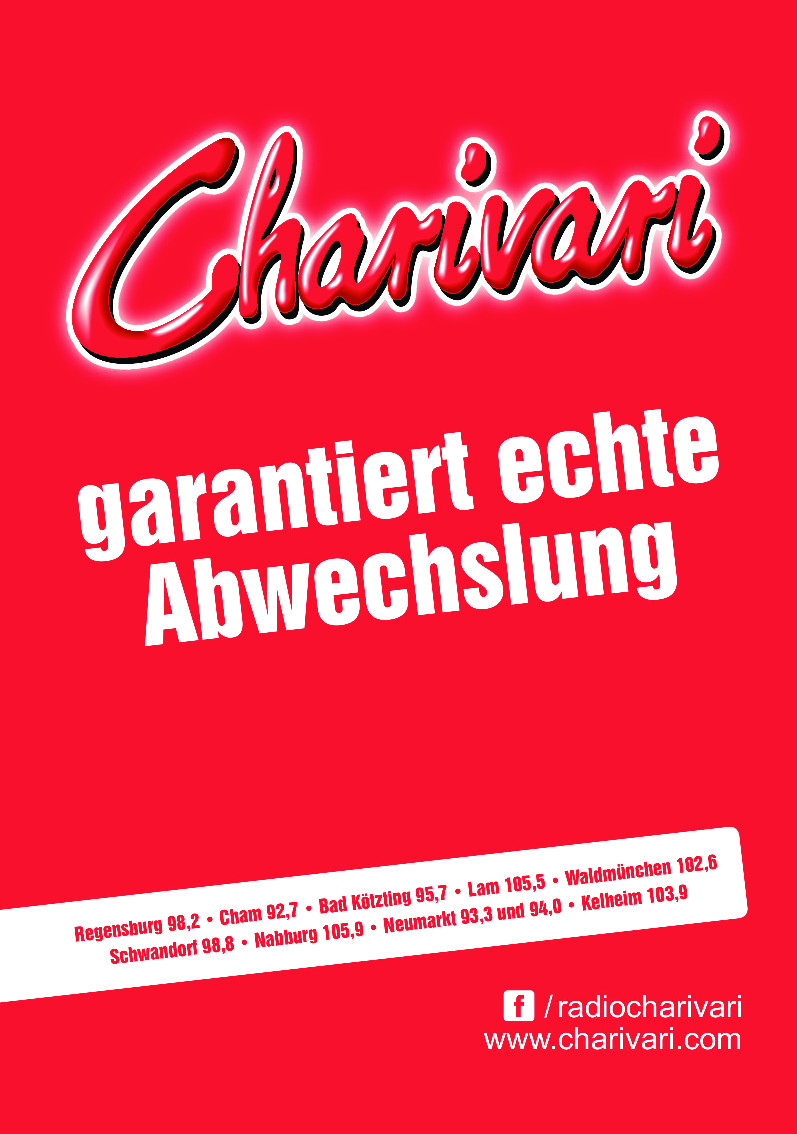 Charivari
garantiert echte
Abwechslung
Regensburg 98,2 • Cham 92,7 • Bad Kötzting 95,7 • Lam 105,5 • Waldmünchen 102,6
Schwandorf 98,8 • Nabburg 105,9 • Neumarkt 93,3 und 94,0 • Kelheim 103,9
f /radiocharivari
www.charivari.com